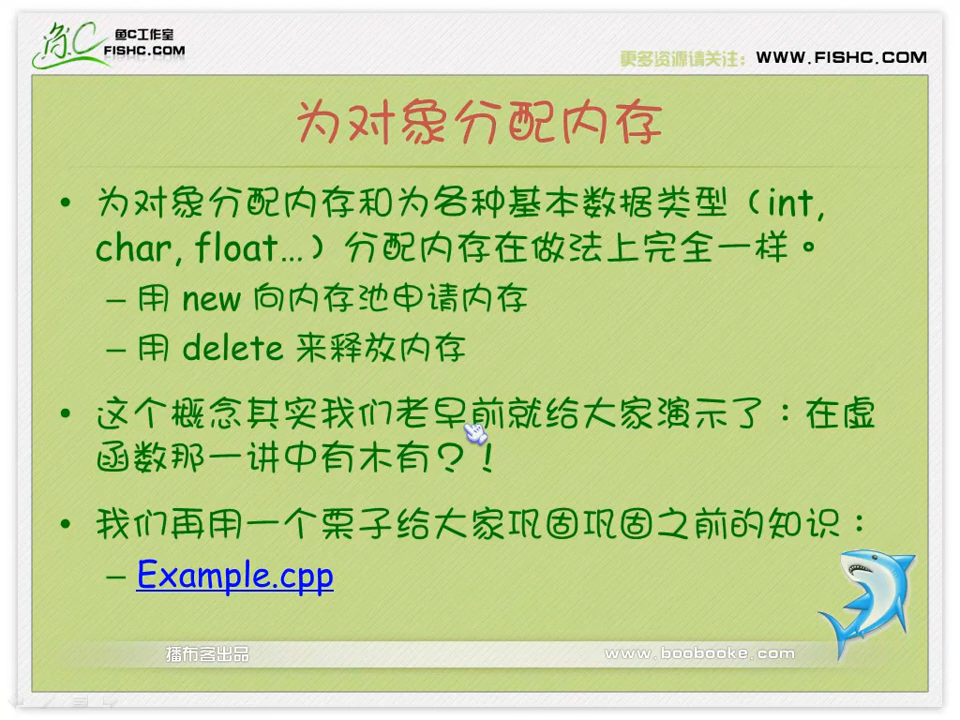 鱼C工作室
FISHC.COM
更多资源请关注： WWW.FISHC.COM
为对象分配内存
• 为对象分配内存和为各种基本数据类型（int,
char, float…）分配内存在做法上完全一样。
– 用 new 向内存池申请内存
– 用 delete 来释放内存
• 这个概念其实我们老早前就给大家演示了：在虚
函数那一讲中有木有？！
• 我们再用一个栗子给大家巩固巩固之前的知识：
– Example.cpp
播布客出品
www.boobooke.com